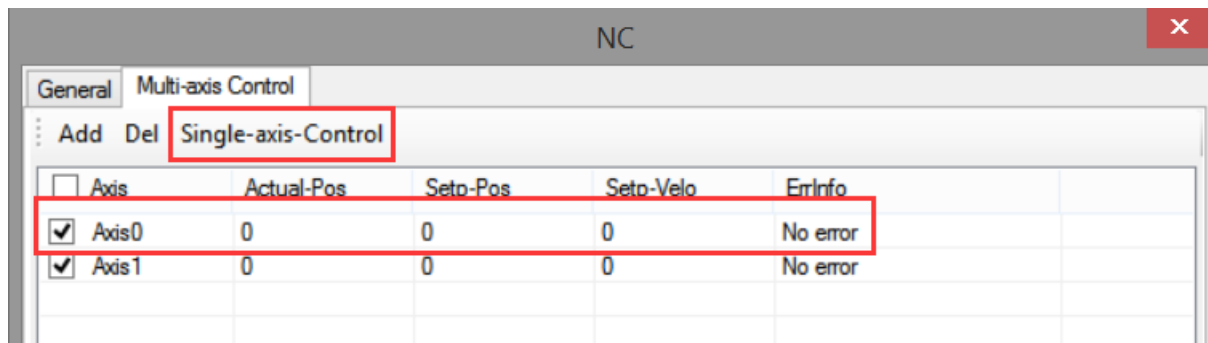 NC
General Multi-axis Control
Add Del Single-axis-Control
Axis Actual-Pos Setp-Pos Setp-Velo ErrInfo
Axis0 0 0 0 No error
Axis1 0 0 0 No error